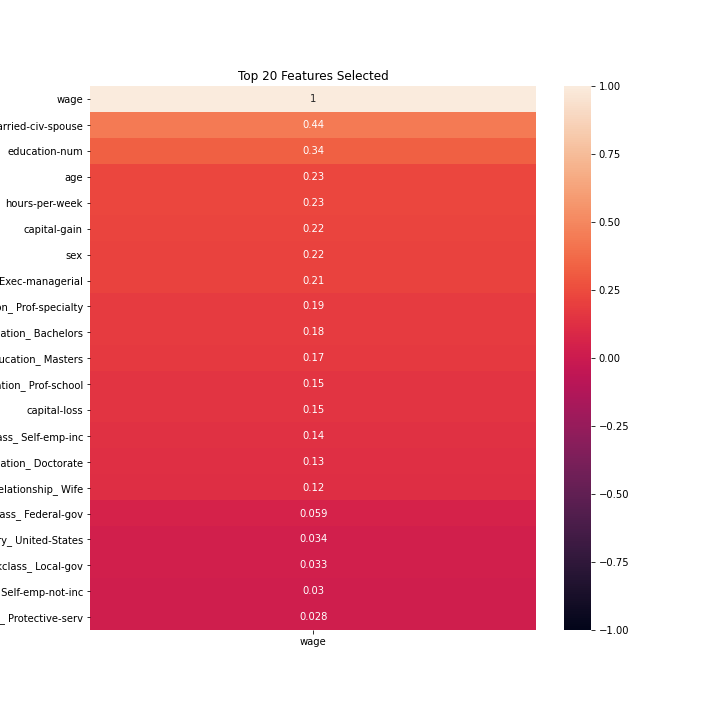 Top 20 Features Selected
wage 1
arried-civ-spouse 0.44
education-num 0.34
age 0.23
hours-per-week 0.23
capital-gain 0.22
sex 0.22
Exec-managerial 0.21
on_ Prof-specialty 0.19
ation_ Bachelors 0.18
ucation_ Masters 0.17
ation_ Prof-school 0.15
capital-loss 0.15
ass_ Self-emp-inc 0.14
ation_ Doctorate 0.13
elationship_ Wife 0.12
ass_ Federal-gov 0.059
ry_ United-States 0.034
kclass_ Local-gov 0.033
Self-emp-not-inc 0.03
_ Protective-serv 0.028
wage
1.00
0.75
0.50
0.25
0.00
−0.25
−0.50
−0.75
−1.00